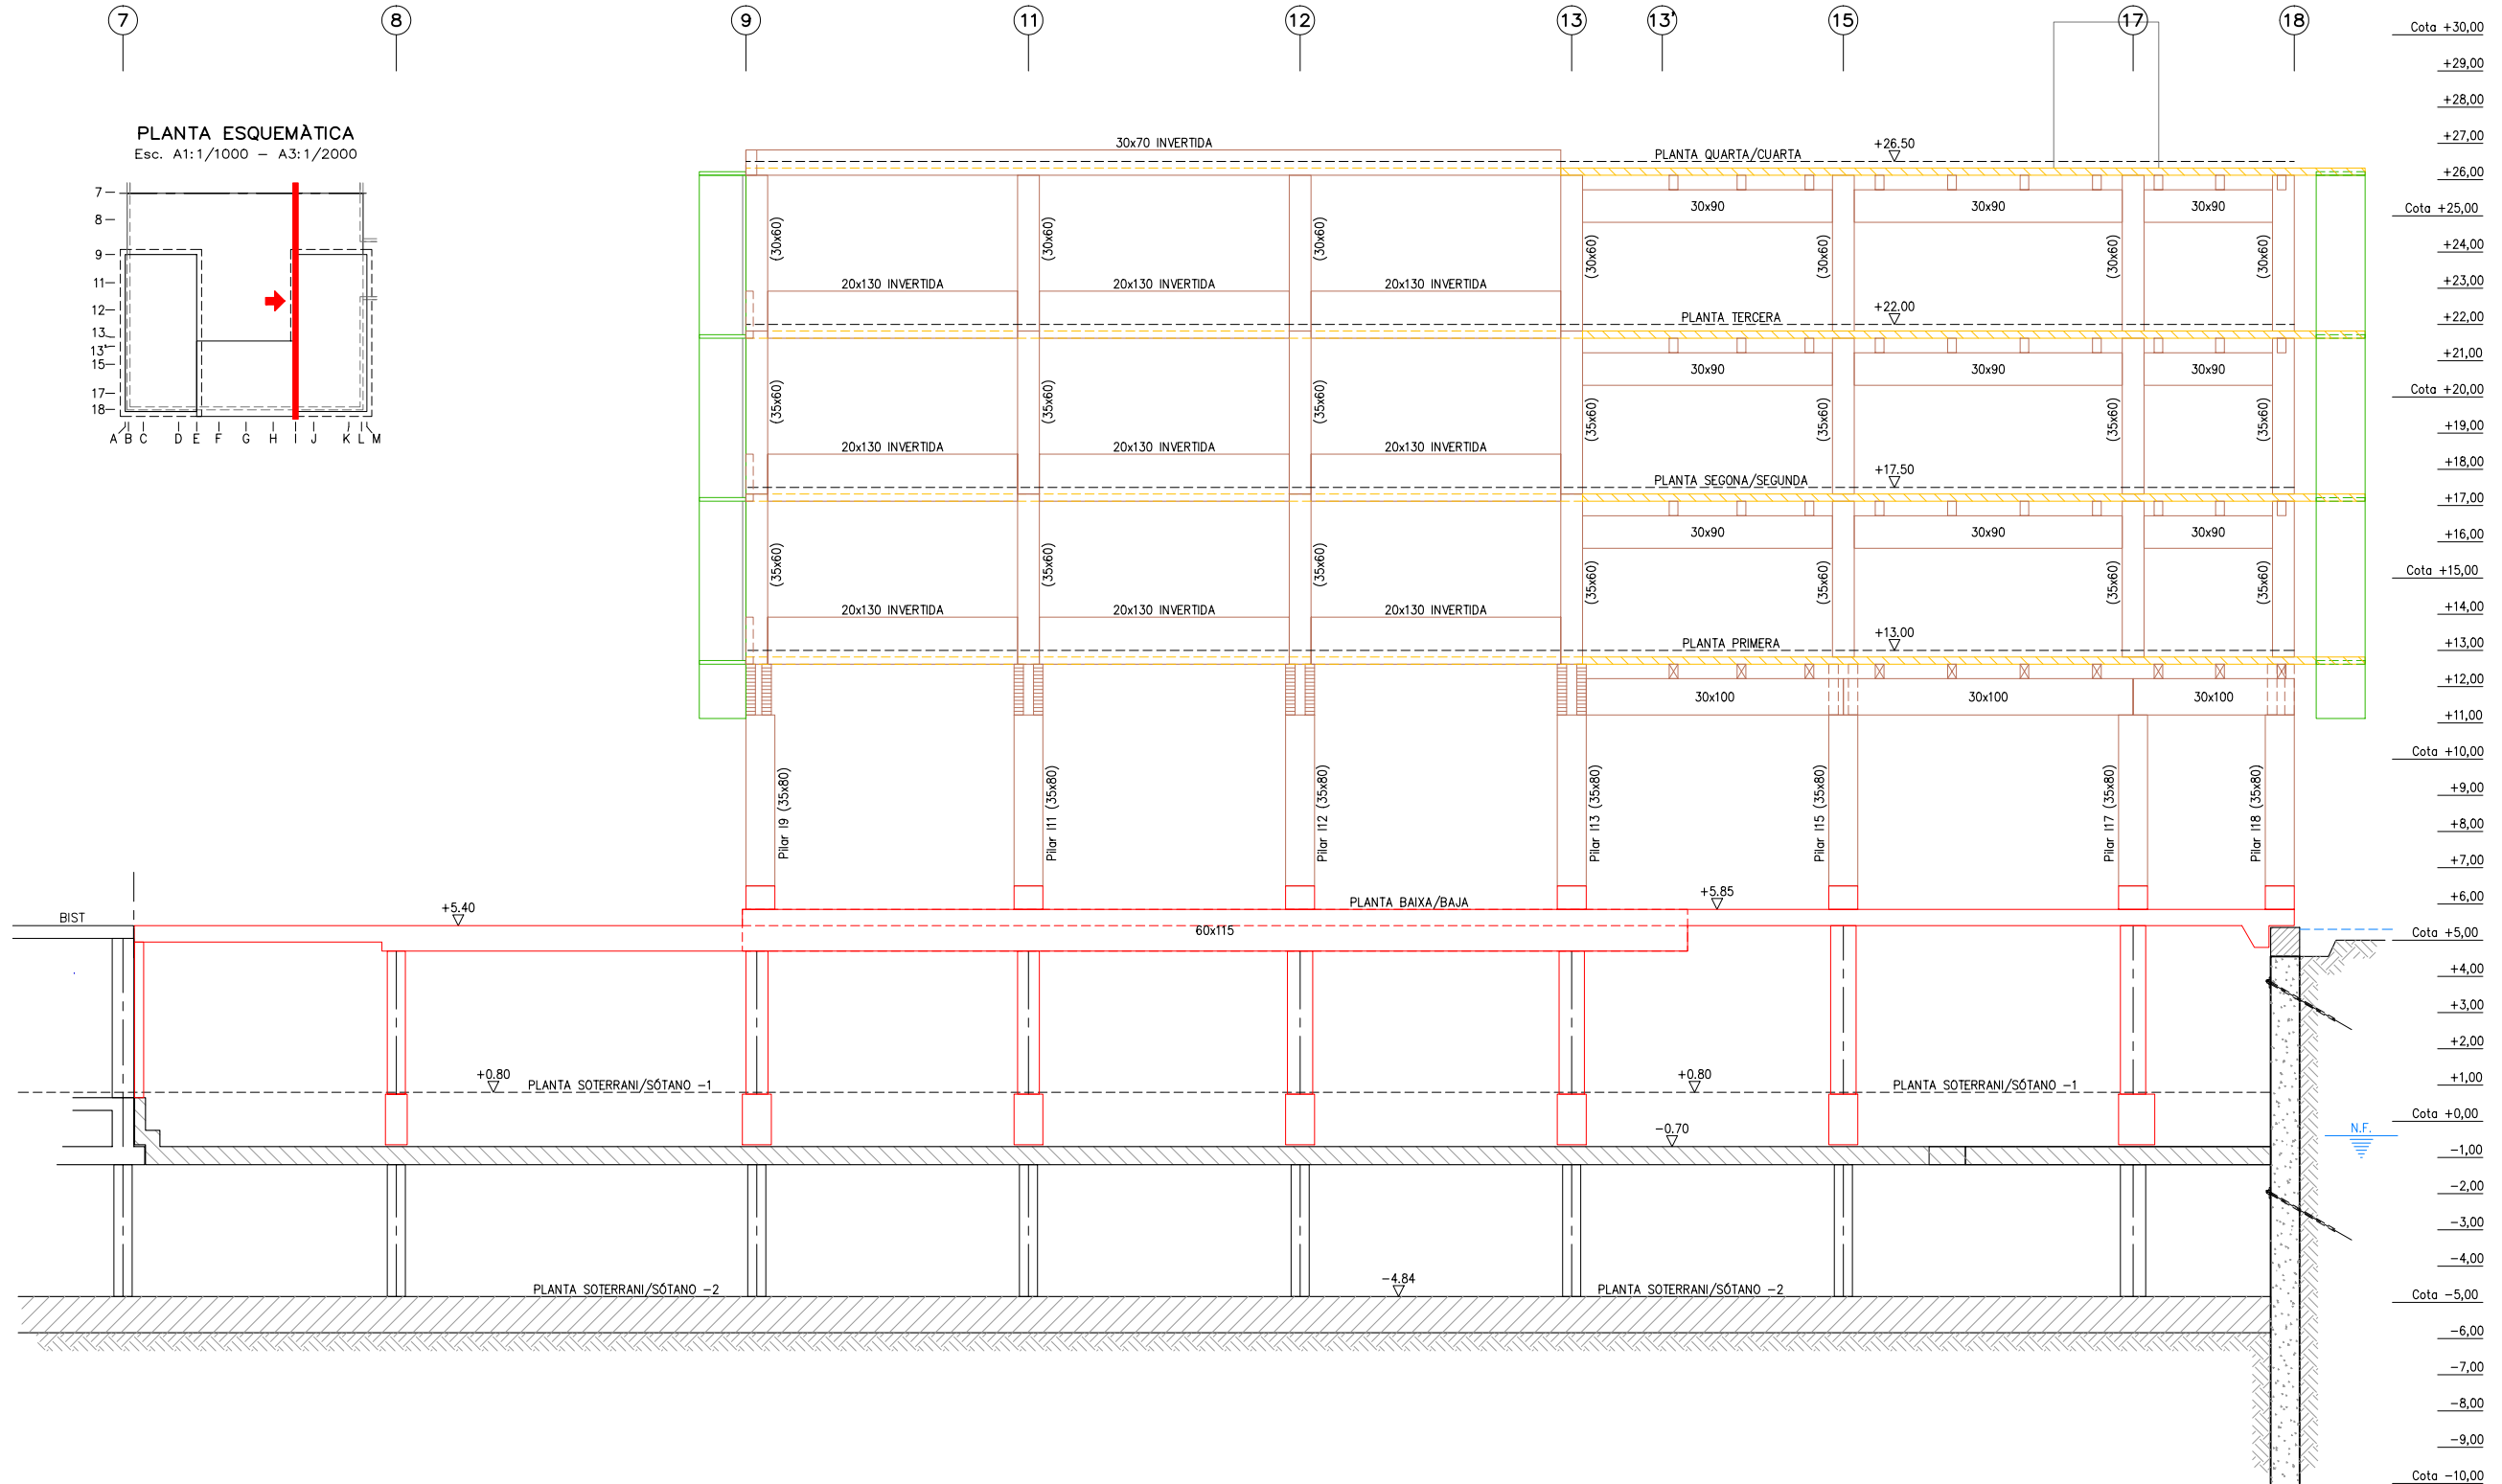 7 8 9 11 12 13 13' 15 17 18
Cota +30,00
+29,00
+28,00
+27,00
+26,00
Cota +25,00
+24,00
+23,00
+22,00
+21,00
Cota +20,00
+19,00
+18,00
+17,00
+16,00
Cota +15,00
+14,00
+13,00
+12,00
+11,00
Cota +10,00
+9,00
+8,00
+7,00
+6,00
Cota +5,00
+4,00
+3,00
+2,00
+1,00
Cota +0,00
-1,00
-2,00
-3,00
-4,00
Cota -5,00
-6,00
-7,00
-8,00
-9,00
Cota -10,00
PLANTA ESQUEMÀTICA
Esc. A1:1/1000 - A3:1/2000
7
8
9
11
12
13
13'
15
17
18
A B C D E F G H I J K L M
30x70 INVERTIDA
PLANTA QUARTA/CUARTA +26.50
30x90 30x90 30x90
(30x60) (30x60) (30x60) (30x60) (30x60) (30x60) (30x60)
20x130 INVERTIDA 20x130 INVERTIDA 20x130 INVERTIDA
PLANTA TERCERA +22.00
30x90 30x90 30x90
(35x60) (35x60) (35x60) (35x60) (35x60) (35x60) (35x60)
20x130 INVERTIDA 20x130 INVERTIDA 20x130 INVERTIDA
PLANTA SEGONA/SEGUNDA +17.50
30x90 30x90 30x90
(35x60) (35x60) (35x60) (35x60) (35x60) (35x60) (35x60)
20x130 INVERTIDA 20x130 INVERTIDA 20x130 INVERTIDA
PLANTA PRIMERA +13.00
30x100 30x100 30x100
Pilar I9 (35x80) Pilar I11 (35x80) Pilar I12 (35x80) Pilar I13 (35x80) Pilar I15 (35x80) Pilar I17 (35x80) Pilar I18 (35x80)
BIST +5.40 PLANTA BAIXA/BAJA +5.85
60x115
+0.80 PLANTA SOTERRANI/SÓTANO -1 +0.80 PLANTA SOTERRANI/SÓTANO -1
-0.70 N.F.
PLANTA SOTERRANI/SÓTANO -2 -4.84 PLANTA SOTERRANI/SÓTANO -2